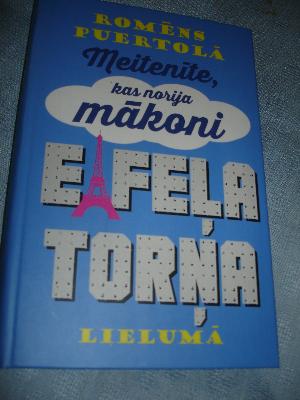 ROMĒNS
PUERTOLĀ
Meitenīte,
kas norija
mākoni
EIFEĻA
TORŅA
LIELUMĀ